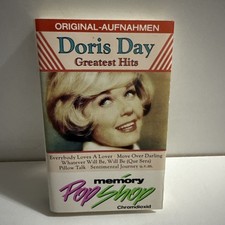 ORIGINAL-AUFNAHMEN
Doris Day
Greatest Hits
Everybody Loves A Lover · Move Over Darling
Whatever Will Be, Will Be (Que Sera)
Pillow Talk · Sentimental Journey u.v.m.
memory
Pop Shop
Chromdioxid